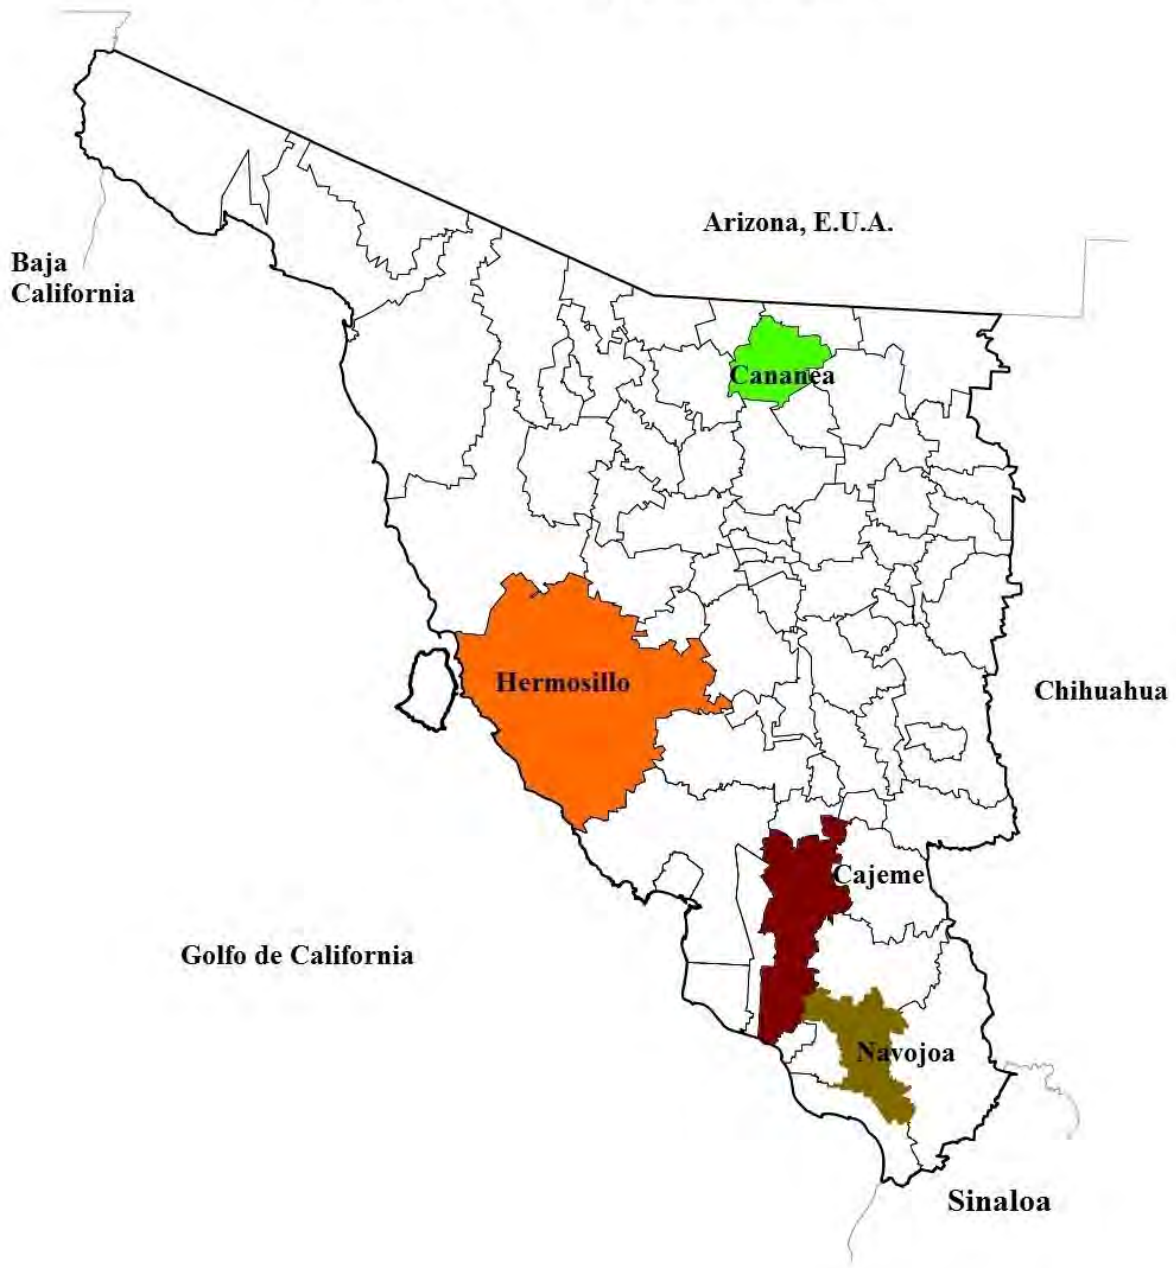 Arizona, E.U.A.
Baja
California
Cananea
Hermosillo
Chihuahua
Cajeme
Golfo de California
Navojoa
Sinaloa